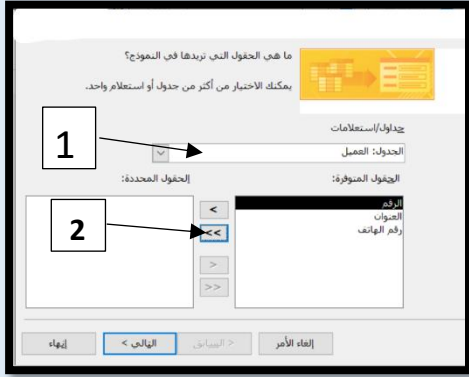 ما هي الحقول التي تريدها في النموذج؟
يمكنك الاختيار من أكثر من جدول أو استعلام واحد.
جداول/استعلامات
1
الجدول: العميل
الحقول المتوفرة:
الحقول المحددة:
الرقم
العنوان
رقم الهاتف
<
2
<<
>
>>
إلغاء الأمر
< السابق
التالي >
إنهاء